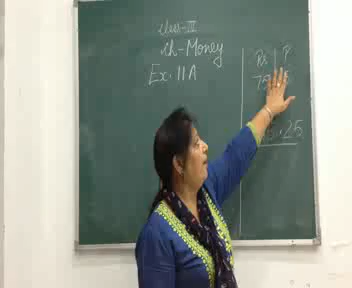 class-III
Ch-Money
Ex. 11A
Rs P
75
.25